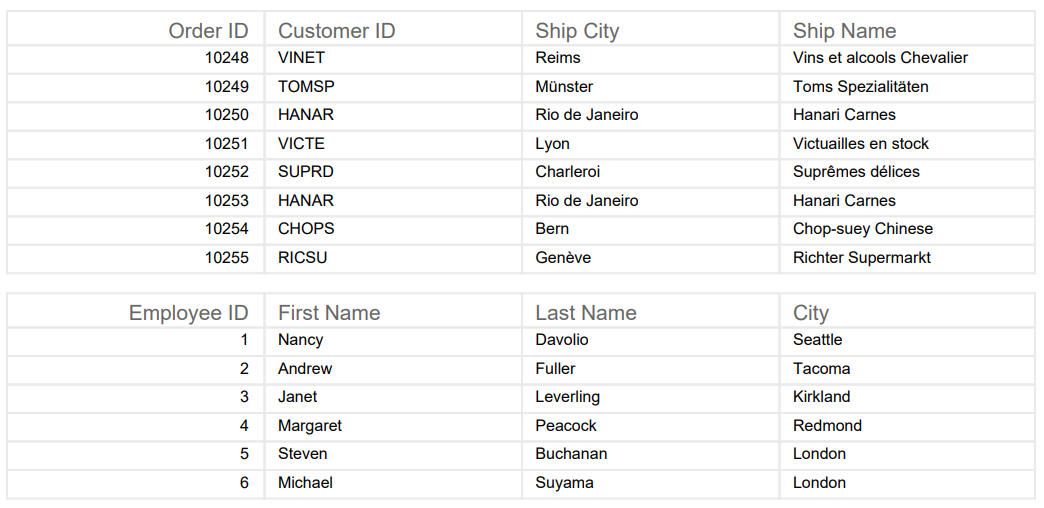 Order ID Customer ID Ship City Ship Name
10248 VINET Reims Vins et alcools Chevalier
10249 TOMSP Münster Toms Spezialitäten
10250 HANAR Rio de Janeiro Hanari Carnes
10251 VICTE Lyon Victuailles en stock
10252 SUPRD Charleroi Suprêmes délices
10253 HANAR Rio de Janeiro Hanari Carnes
10254 CHOPS Bern Chop-suey Chinese
10255 RICSU Genève Richter Supermarkt
Employee ID First Name Last Name City
1 Nancy Davolio Seattle
2 Andrew Fuller Tacoma
3 Janet Leverling Kirkland
4 Margaret Peacock Redmond
5 Steven Buchanan London
6 Michael Suyama London